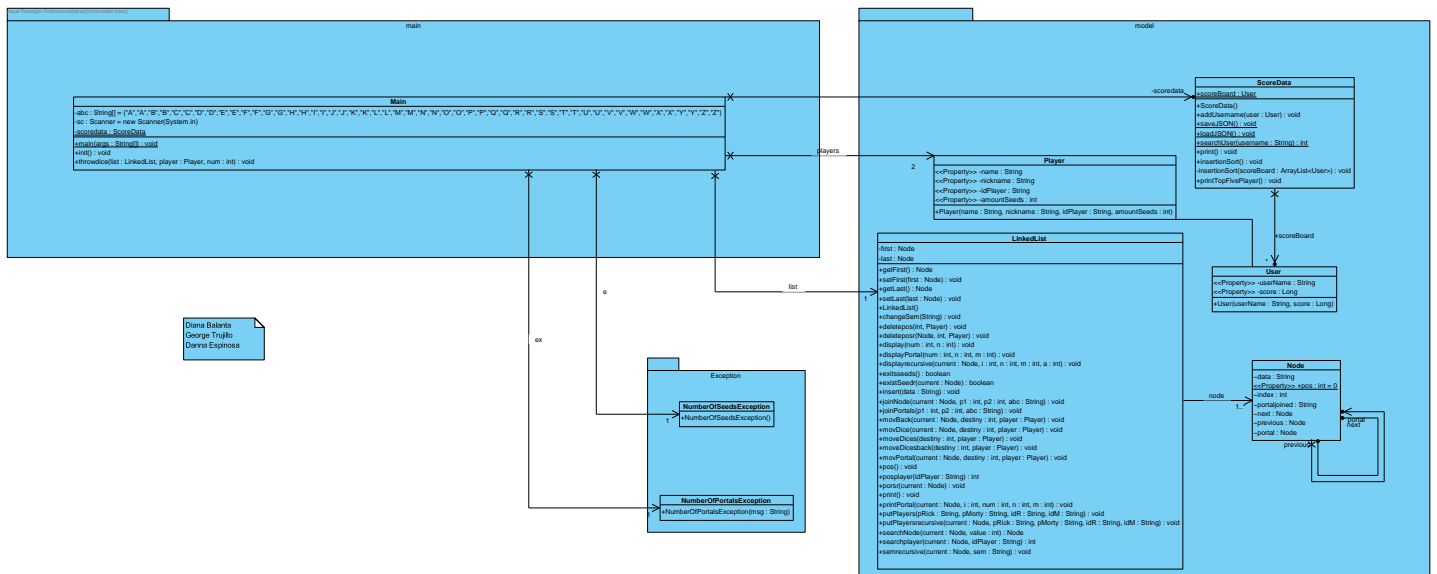 main
Main
-abc : String[] = {"A","A","B","B","C","C","D","D","E","E","F","F","G","G","H","H","I","I","J","J","K","K","L","L","M","M","N","N","O","O","P","P","Q","Q","R","R","S","S","T","T","U","U","V","V","W","W","X","X","Y","Y","Z","Z"}
-sc : Scanner = new Scanner(System.in)
-scoredata : ScoreData
+main(args : String[]) : void
+init() : void
+throwdice(list : LinkedList, player : Player, num : int) : void
Diana Balanta
George Trujillo
Danna Espinosa
ex
e
list
1
players
2
-scoredata
Exception
NumberOfSeedsException
+NumberOfSeedsException()
1
NumberOfPortalsException
+NumberOfPortalsException(msg : String)
model
ScoreData
+scoreBoard : User
+ScoreData()
+addUsername(user : User) : void
+saveJSON() : void
+loadJSON() : void
+searchUser(username : String) : int
+print() : void
+insertionSort() : void
-insertionSort(scoreBoard : ArrayList<User>) : void
+printTopFivePlayer() : void
+scoreBoard
*
Player
<<Property>> -name : String
<<Property>> -nickname : String
<<Property>> -idPlayer : String
<<Property>> -amountSeeds : int
+Player(name : String, nickname : String, idPlayer : String, amountSeeds : int)
User
<<Property>> -userName : String
<<Property>> -score : Long
+User(userName : String, score : Long)
LinkedList
-first : Node
-last : Node
+getFirst() : Node
+setFirst(first : Node) : void
+getLast() : Node
+setLast(last : Node) : void
+LinkedList()
+changeSem(String) : void
+deletepos(int, Player) : void
+deleteposr(Node, int, Player) : void
+display(num : int, n : int) : void
+displayPortal(num : int, n : int, m : int) : void
+displayrecursive(current : Node, i : int, n : int, m : int, a : int) : void
+exitsseeds() : boolean
+existSeedr(current : Node) : boolean
+insert(data : String) : void
+joinNode(current : Node, p1 : int, p2 : int, abc : String) : void
+joinPortals(p1 : int, p2 : int, abc : String) : void
+movBack(current : Node, destiny : int, player : Player) : void
+movDice(current : Node, destiny : int, player : Player) : void
+moveDices(destiny : int, player : Player) : void
+moveDicesback(destiny : int, player : Player) : void
+movPortal(current : Node, destiny : int, player : Player) : void
+pos() : void
+posplayer(idPlayer : String) : int
+porsr(current : Node) : void
+print() : void
+printPortal(current : Node, i : int, num : int, n : int, m : int) : void
+putPlayers(pRick : String, pMorty : String, idR : String, idM : String) : void
+putPlayersrecursive(current : Node, pRick : String, pMorty : String, idR : String, idM : String) : void
+searchNode(current : Node, value : int) : Node
+searchplayer(current : Node, idPlayer : String) : int
+semrecursive(current : Node, sem : String) : void
node
1..
Node
~data : String
<<Property>> +pos : int = 0
~index : int
~portaljoined : String
~next : Node
~previous : Node
~portal : Node
portal
next
previous